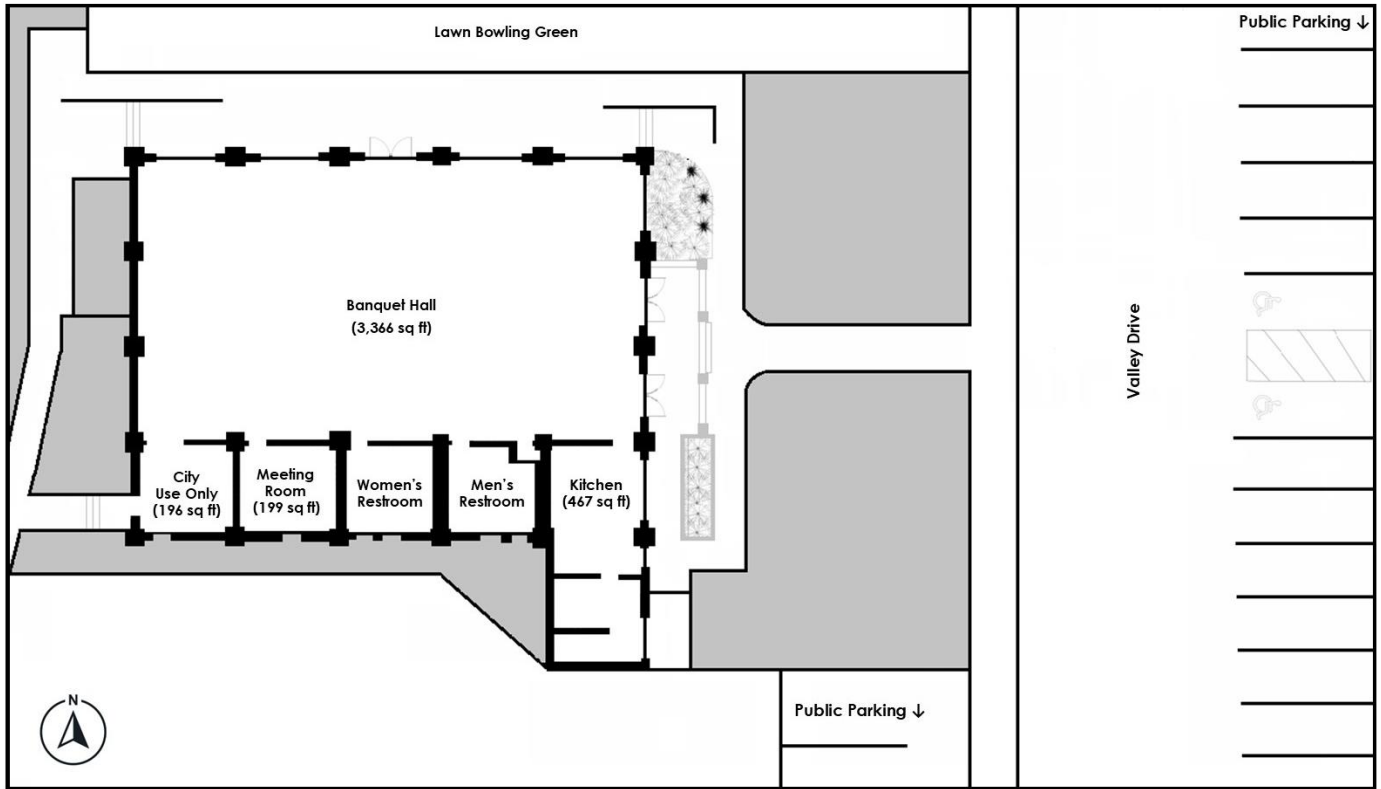 Lawn Bowling Green
Public Parking ↓
Banquet Hall
(3,366 sq ft)
Valley Drive
City
Use Only
(196 sq ft)
Meeting
Room
(199 sq ft)
Women's
Restroom
Men's
Restroom
Kitchen
(467 sq ft)
N
Public Parking ↓